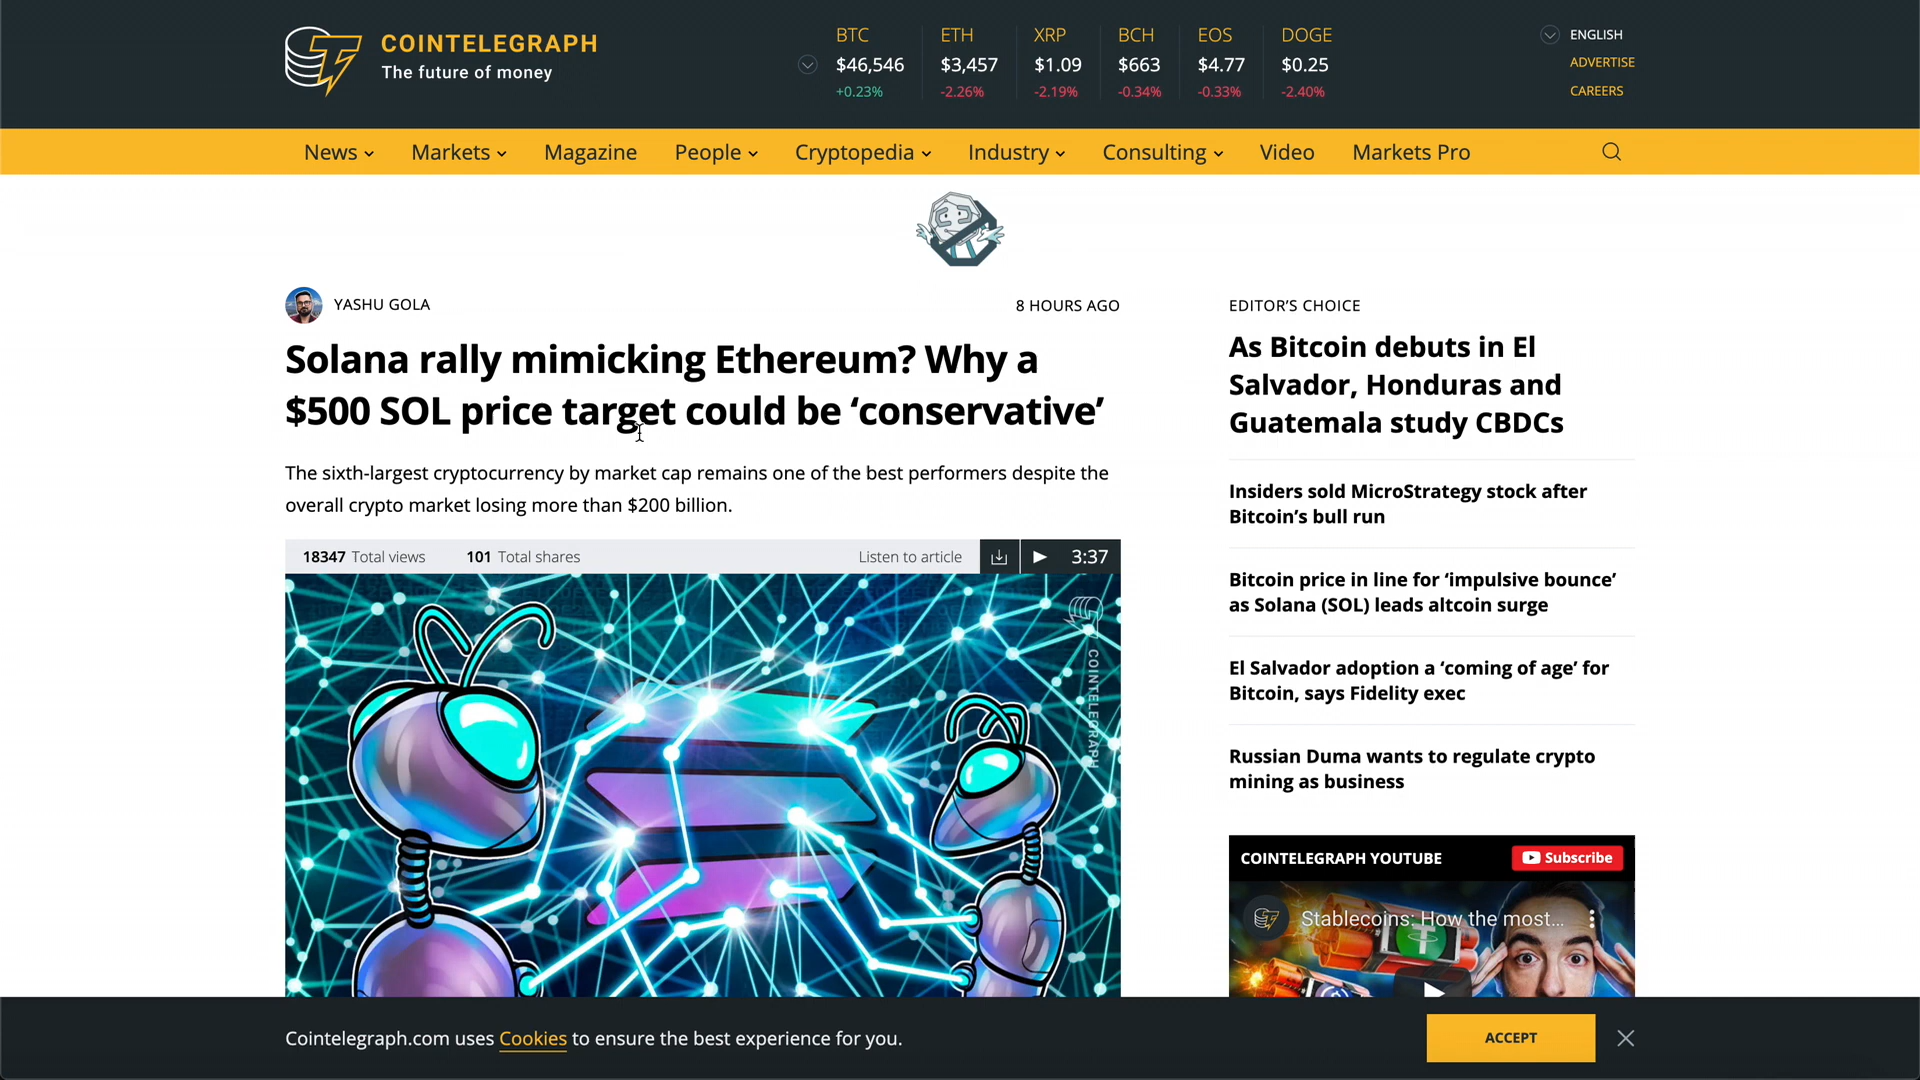 COINTELEGRAPH
The future of money
BTC
$46,546
+0.23%
ETH
$3,457
-2.26%
XRP
$1.09
-2.19%
BCH
$663
-0.34%
EOS
$4.77
-0.33%
DOGE
$0.25
-2.40%
ENGLISH
ADVERTISE
CAREERS
News Markets Magazine People Cryptopedia Industry Consulting Video Markets Pro
YASHU GOLA
8 HOURS AGO
Solana rally mimicking Ethereum? Why a
$500 SOL price target could be ‘conservative’
The sixth-largest cryptocurrency by market cap remains one of the best performers despite the
overall crypto market losing more than $200 billion.
18347 Total views 101 Total shares Listen to article 3:37
COINTELEGRAPH
EDITOR’S CHOICE
As Bitcoin debuts in El
Salvador, Honduras and
Guatemala study CBDCs
Insiders sold MicroStrategy stock after
Bitcoin’s bull run
Bitcoin price in line for ‘impulsive bounce’
as Solana (SOL) leads altcoin surge
El Salvador adoption a ‘coming of age’ for
Bitcoin, says Fidelity exec
Russian Duma wants to regulate crypto
mining as business
COINTELEGRAPH YOUTUBE Subscribe
Stablecoins: How the most...
Cointelegraph.com uses Cookies to ensure the best experience for you.
ACCEPT